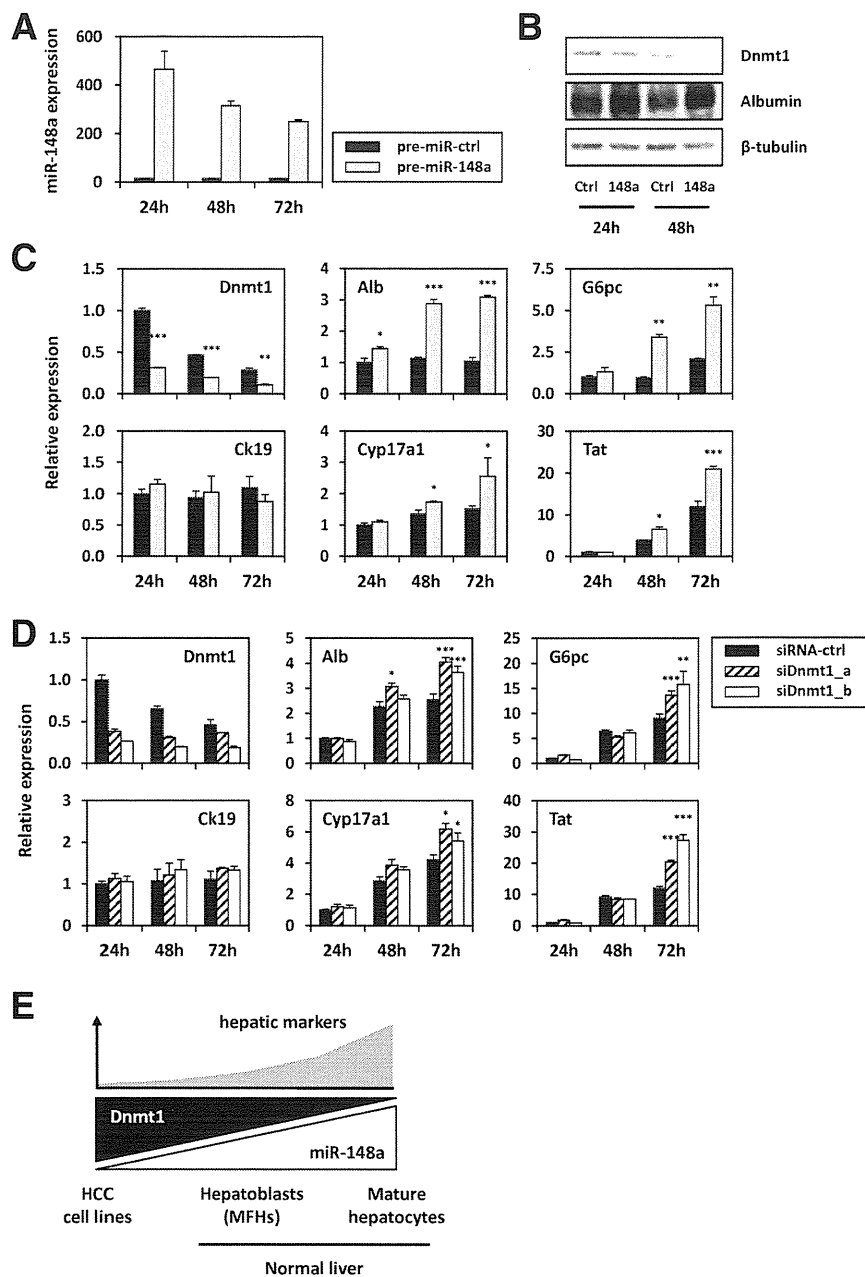 A
miR-148a expression
600
400
200
0
24h 48h 72h
pre-miR-ctrl
pre-miR-148a
B
Dnmt1
Albumin
β-tubulin
Ctrl 148a Ctrl 148a
24h 48h
C
Relative expression
Dnmt1
1.5
1.0
0.5
0.0
***
***
**
Alb
4
3
2
1
0
*
***
***
G6pc
7.5
5.0
2.5
0.0
**
**
Ck19
2.0
1.5
1.0
0.5
0.0
24h 48h 72h
Cyp17a1
4
3
2
1
0
*
*
24h 48h 72h
Tat
30
20
10
0
*
***
24h 48h 72h
D
Relative expression
Dnmt1
1.5
1.0
0.5
0.0
Alb
5
4
3
2
1
0
*
***
***
G6pc
25
20
15
10
5
0
***
**
siRNA-ctrl
siDnmt1_a
siDnmt1_b
Ck19
3
2
1
0
24h 48h 72h
Cyp17a1
8
6
4
2
0
*
*
24h 48h 72h
Tat
40
30
20
10
0
***
***
24h 48h 72h
E
hepatic markers
Dnmt1
miR-148a
HCC
cell lines
Hepatoblasts
(MFHs)
Mature
hepatocytes
Normal liver